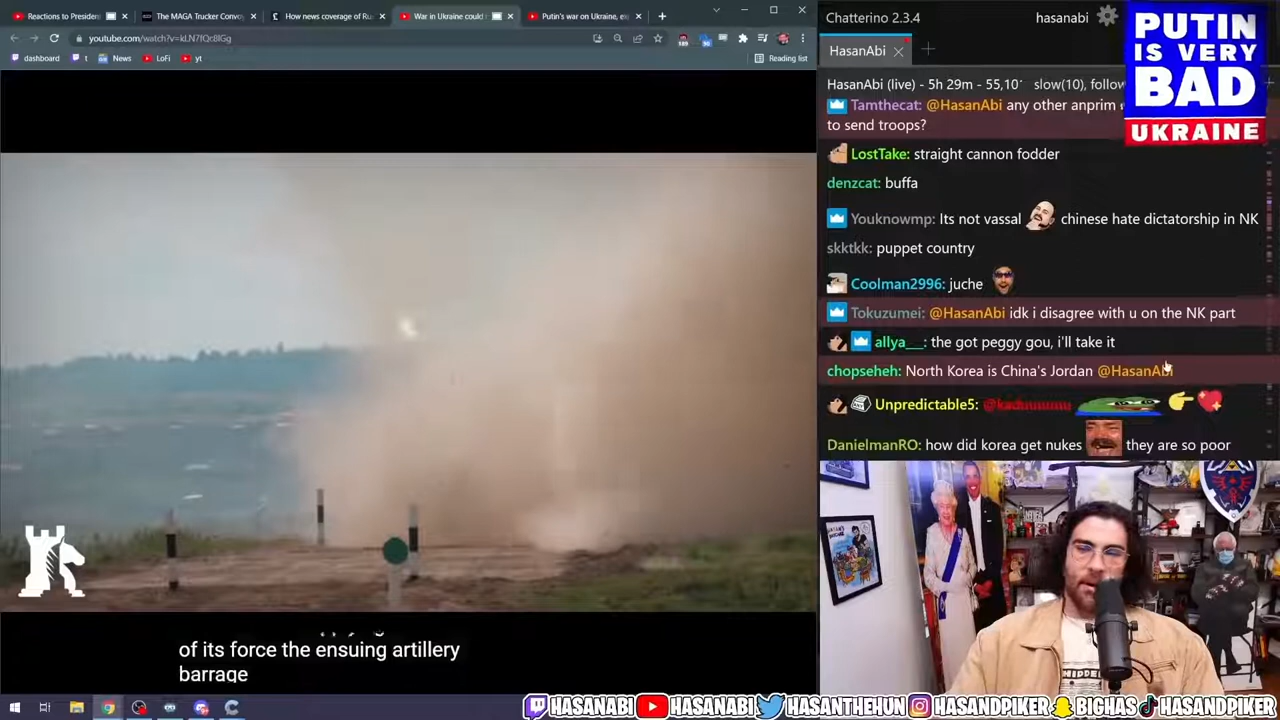 Reactions to Presiden
The MAGA Trucker Convo
How news coverage of Rus
War in Ukraine could
Putin's war on Ukraine, ex
youtube.com/watch?v=kLN7fQc8lGg
dashboard
t
News
LoFi
yt
Reading list
of its force the ensuing artillery
barrage
Chatterino 2.3.4
hasanabi
HasanAbi
HasanAbi (live) - 5h 29m - 55,10
slow(10), follow
PUTIN
IS VERY
BAD
UKRAINE
Tamthecat: @HasanAbi any other anprim
to send troops?
LostTake: straight cannon fodder
denzcat: buffa
Youknowmp: Its not vassal chinese hate dictatorship in NK
skktkk: puppet country
Coolman2996: juche
Tokuzumei: @HasanAbi idk i disagree with u on the NK part
allya__: the got peggy gou, i'll take it
chopseheh: North Korea is China's Jordan @HasanAbi
Unpredictable5: @kaduuuumu
DanielmanRO: how did korea get nukes they are so poor
HASANABI
HASANABI
HASANTHEHUN
HASANDPIKER
BIGHAS
HASANDPIKER